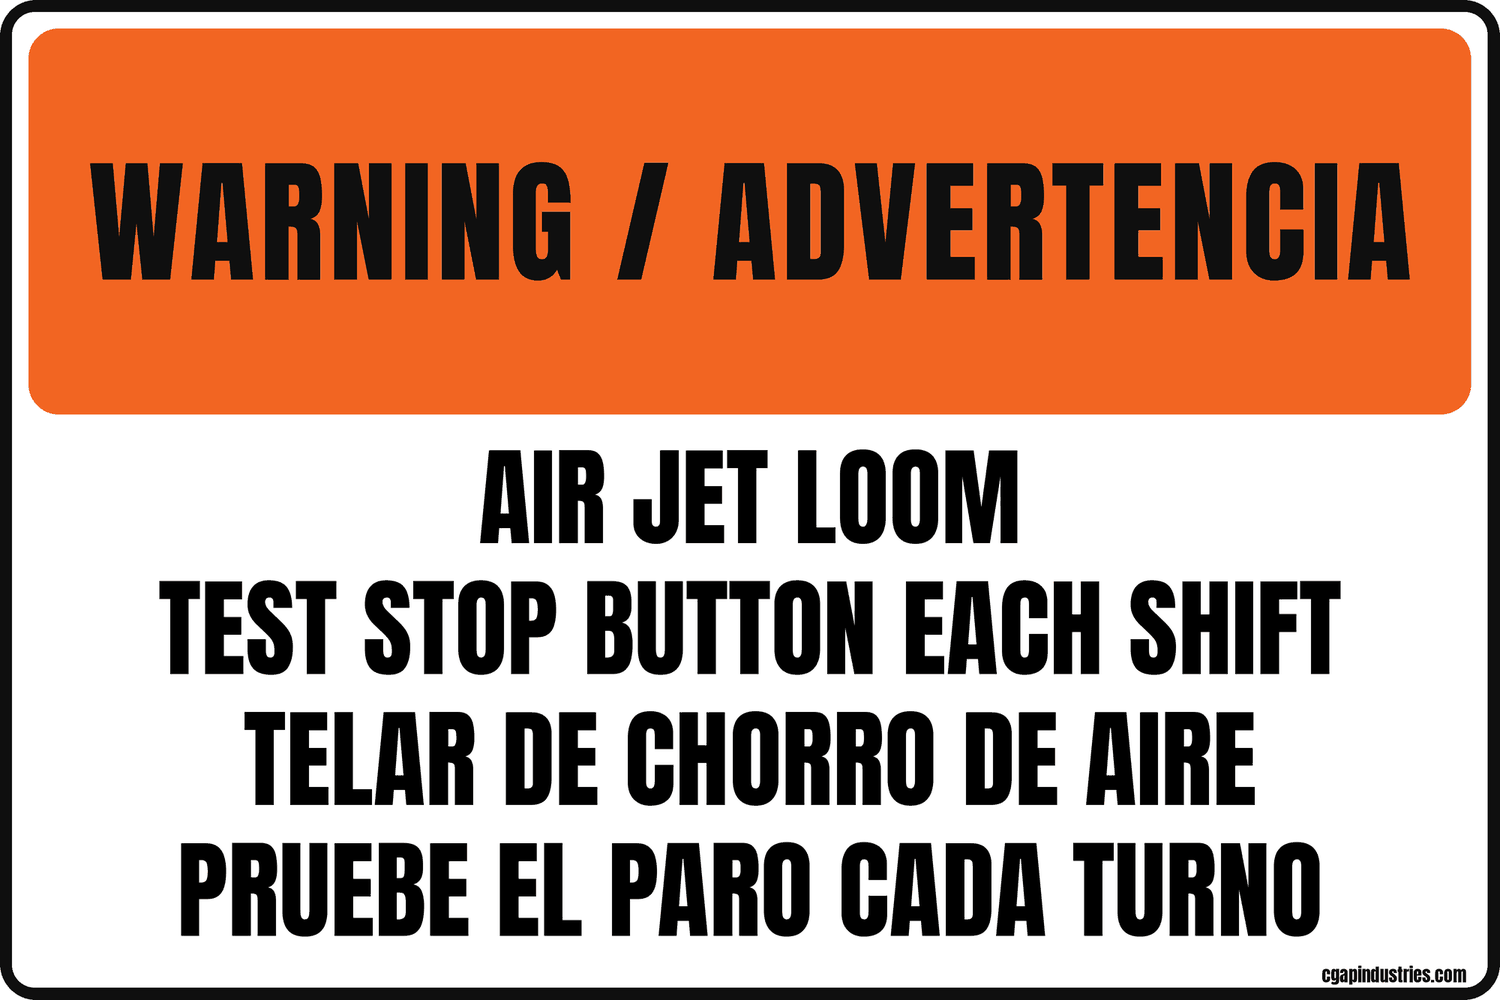 WARNING / ADVERTENCIA
AIR JET LOOM
TEST STOP BUTTON EACH SHIFT
TELAR DE CHORRO DE AIRE
PRUEBE EL PARO CADA TURNO
cgapindustries.com